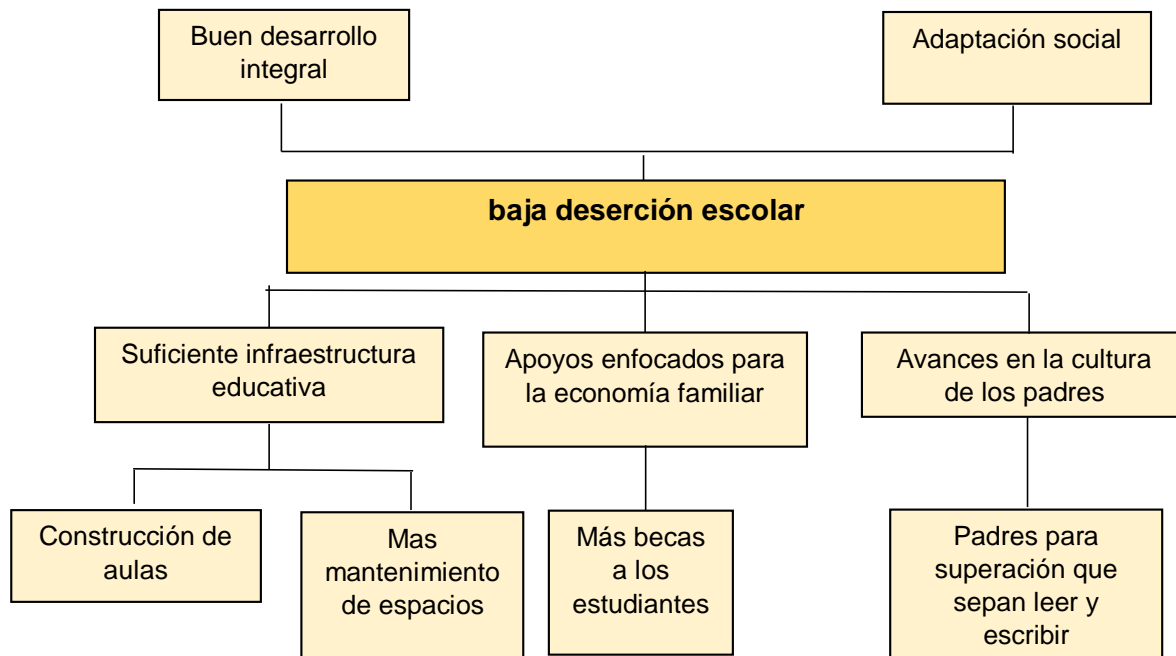 Buen desarrollo
integral
Adaptación social
baja deserción escolar
Suficiente infraestructura
educativa
Apoyos enfocados para
la economía familiar
Avances en la cultura
de los padres
Construcción de
aulas
Mas
mantenimiento
de espacios
Más becas
a los
estudiantes
Padres para
superación que
sepan leer y
escribir